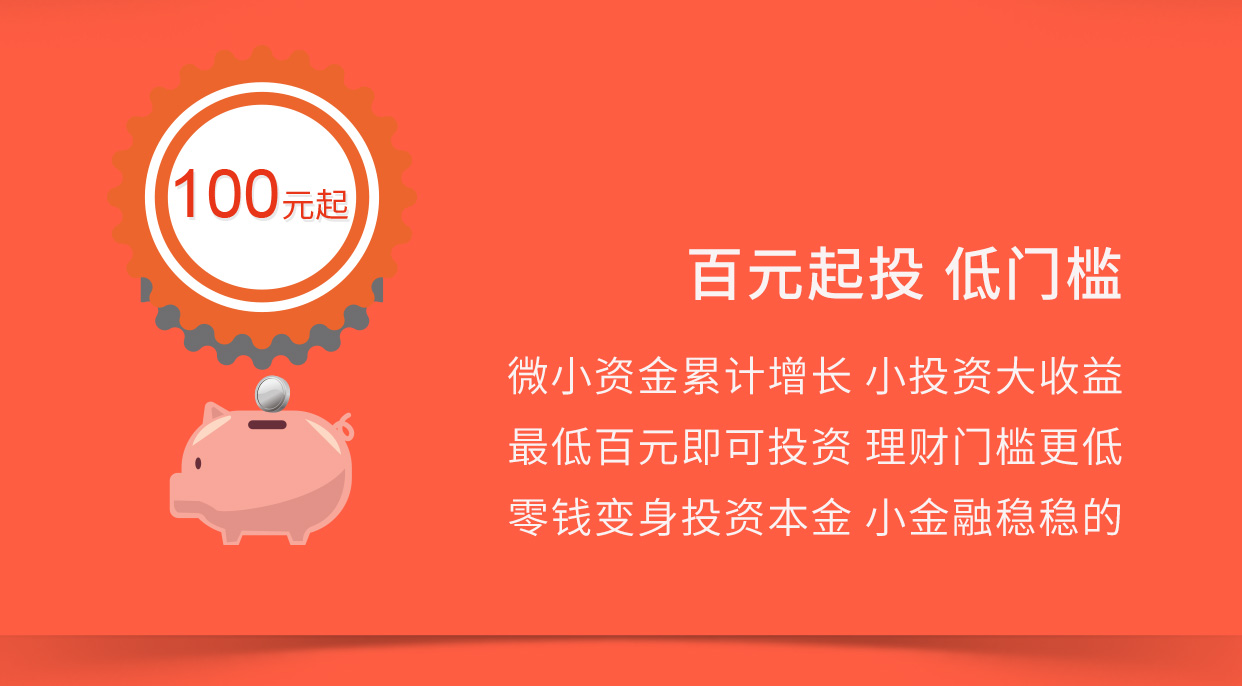 100元起
百元起投 低门槛
微小资金累计增长 小投资大收益
最低百元即可投资 理财门槛更低
零钱变身投资本金 小金融稳稳的